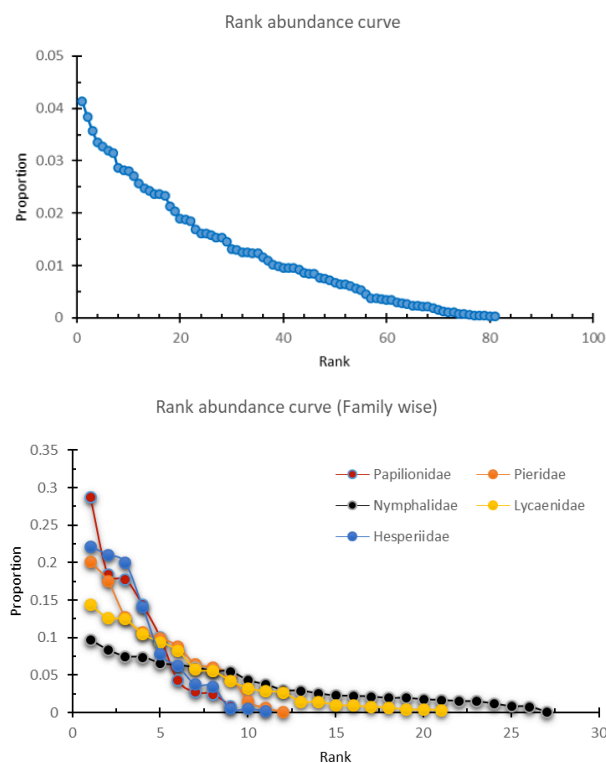 Rank abundance curve
0.05
0.04
0.03
0.02
0.01
0
Proportion
0 20 40 60 80 100
Rank
Rank abundance curve (Family wise)
0.35
0.3
0.25
0.2
0.15
0.1
0.05
0
Proportion
Papilionidae Pieridae
Nymphalidae Lycaenidae
Hesperiidae
0 5 10 15 20 25 30
Rank